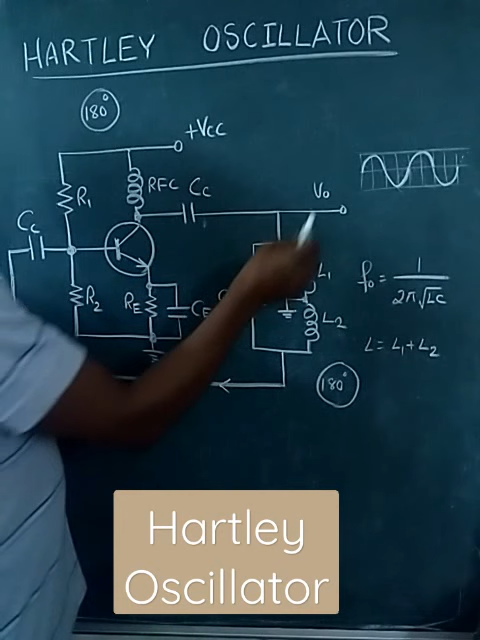 HARTLEY OSCILLATOR
180°
+Vcc
RFC Cc
R1
Vo
Cc
R2
RE
CE
L1
L2
fo = 1 / 2π√LC
L = L1 + L2
180°
Hartley
Oscillator